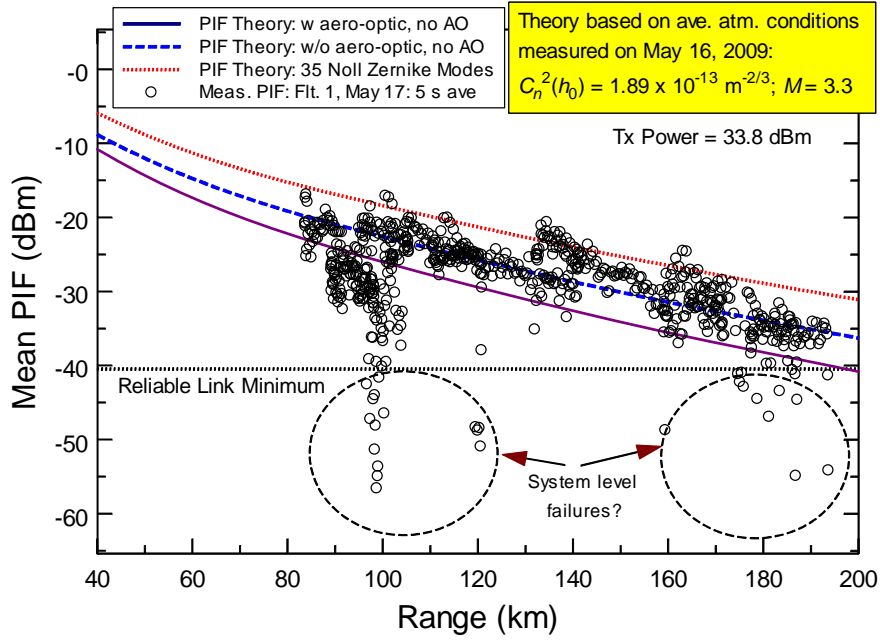 PIF Theory: w aero-optic, no AO
PIF Theory: w/o aero-optic, no AO
PIF Theory: 35 Noll Zernike Modes
Meas. PIF: Flt. 1, May 17: 5 s ave
Theory based on ave. atm. conditions
measured on May 16, 2009:
Cₙ²(h₀) = 1.89 x 10⁻¹³ m⁻²/³; M = 3.3
Tx Power = 33.8 dBm
Mean PIF (dBm)
-0
-10
-20
-30
-40
-50
-60
Reliable Link Minimum
System level
failures?
40 60 80 100 120 140 160 180 200
Range (km)